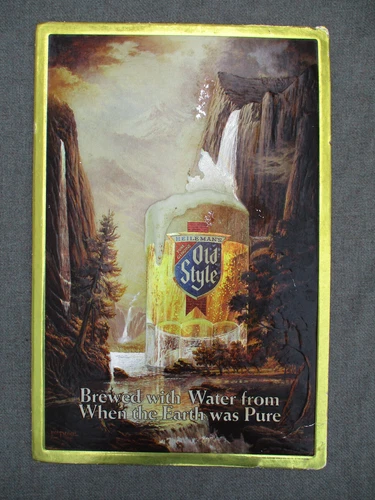 HEILEMAN'S
Old
Style
Brewed with Water from
When the Earth was Pure